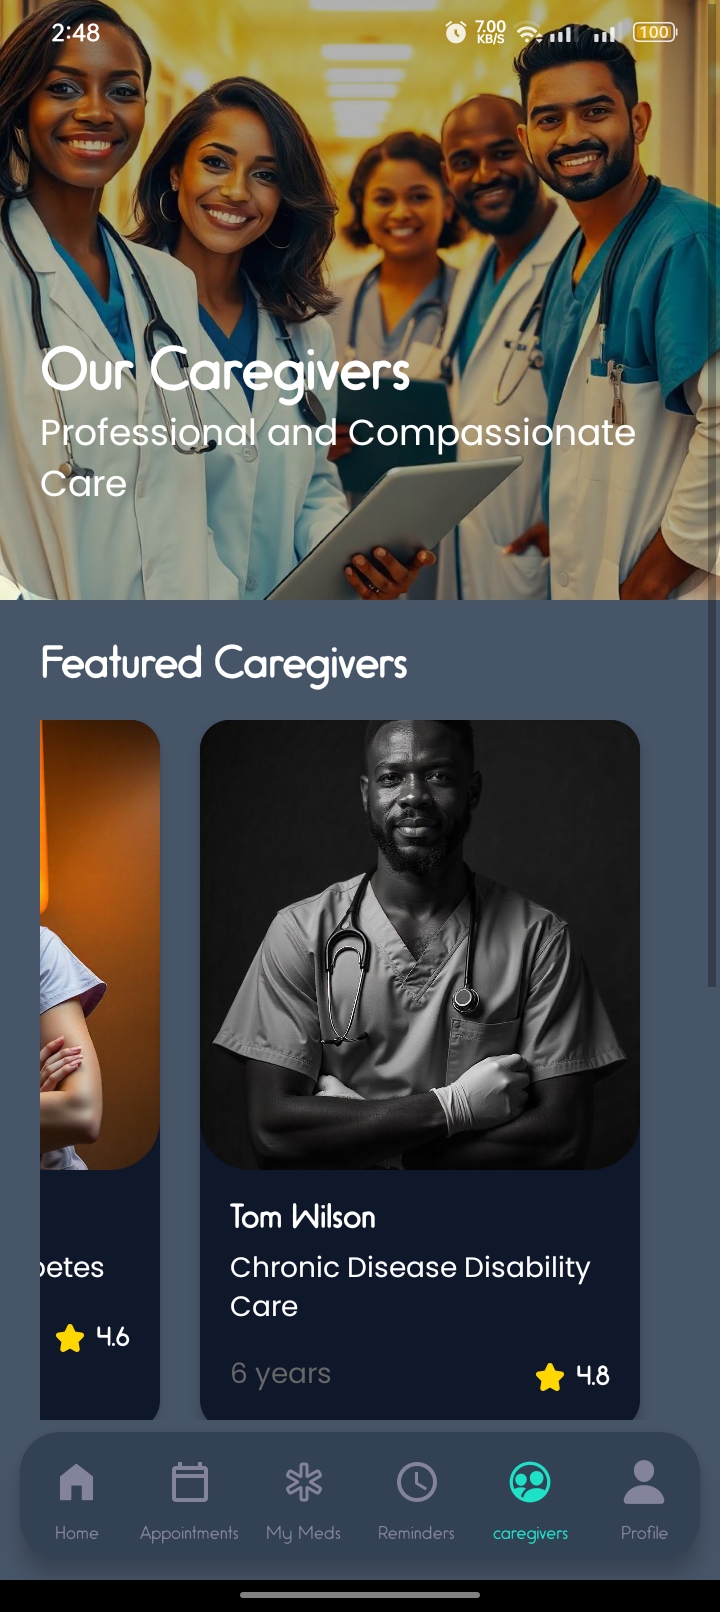 2:48
7.00
KB/S
100
Our Caregivers
Professional and Compassionate
Care
Featured Caregivers
Tom Wilson
betes
Chronic Disease Disability
Care
4.6
6 years
4.8
Home
Appointments
My Meds
Reminders
caregivers
Profile